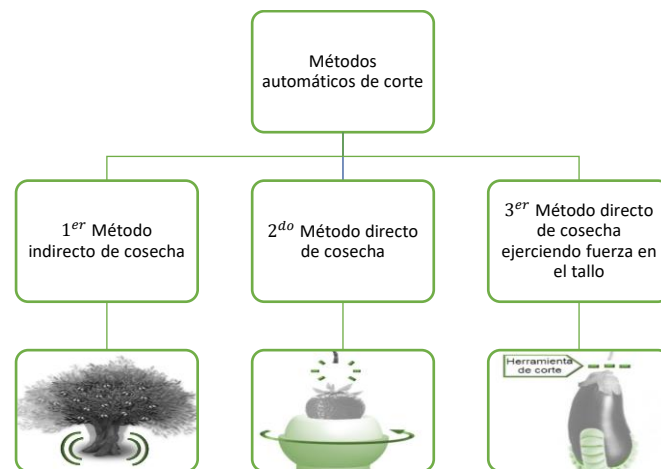 Métodos
automáticos de corte
1er Método
indirecto de cosecha
2do Método directo
de cosecha
3er Método directo
de cosecha
ejerciendo fuerza en
el tallo
Herramienta
de corte